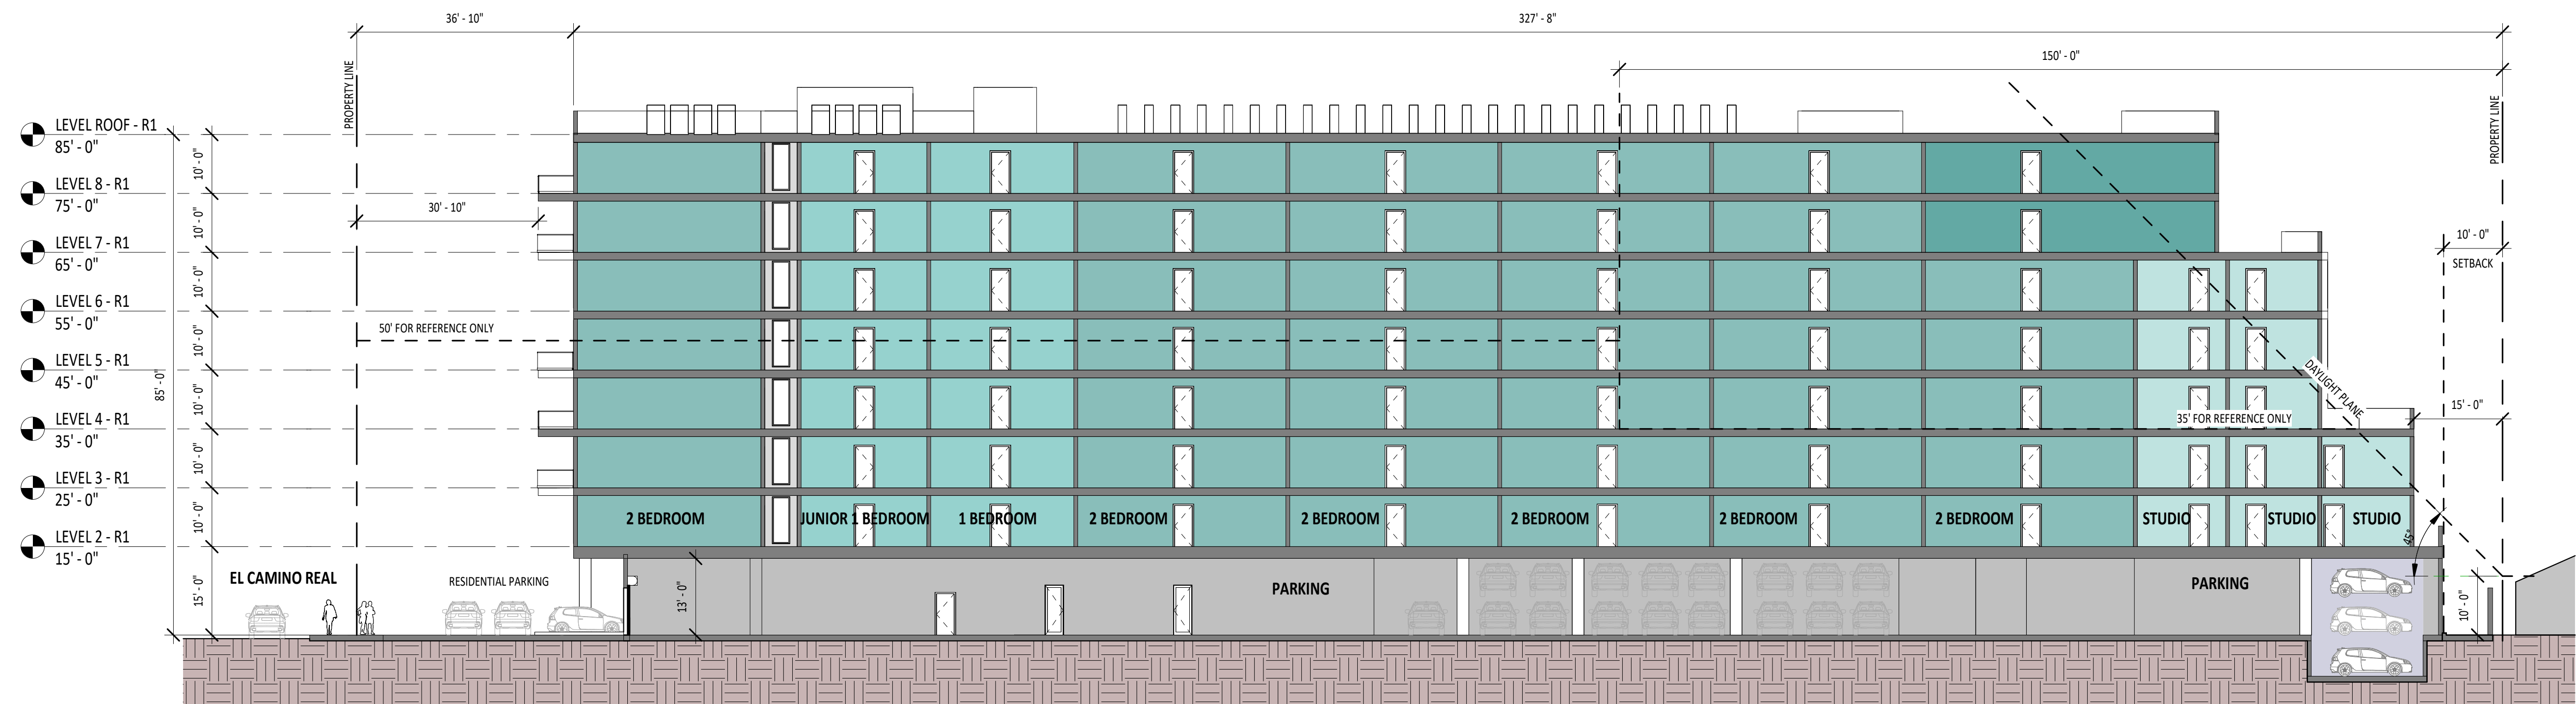 36' - 10"
327' - 8"
150' - 0"
PROPERTY LINE
PROPERTY LINE
LEVEL ROOF - R1
85' - 0"
10' - 0"
LEVEL 8 - R1
75' - 0"
30' - 10"
10' - 0"
LEVEL 7 - R1
65' - 0"
10' - 0"
SETBACK
10' - 0"
LEVEL 6 - R1
55' - 0"
50' FOR REFERENCE ONLY
10' - 0"
LEVEL 5 - R1
45' - 0"
85' - 0"
DAYLIGHT PLANE
10' - 0"
LEVEL 4 - R1
35' - 0"
35' FOR REFERENCE ONLY
15' - 0"
10' - 0"
LEVEL 3 - R1
25' - 0"
10' - 0"
2 BEDROOM
JUNIOR 1 BEDROOM
1 BEDROOM
2 BEDROOM
2 BEDROOM
2 BEDROOM
2 BEDROOM
2 BEDROOM
STUDIO
STUDIO
STUDIO
45°
LEVEL 2 - R1
15' - 0"
15' - 0"
EL CAMINO REAL
RESIDENTIAL PARKING
13' - 0"
PARKING
PARKING
10' - 0"